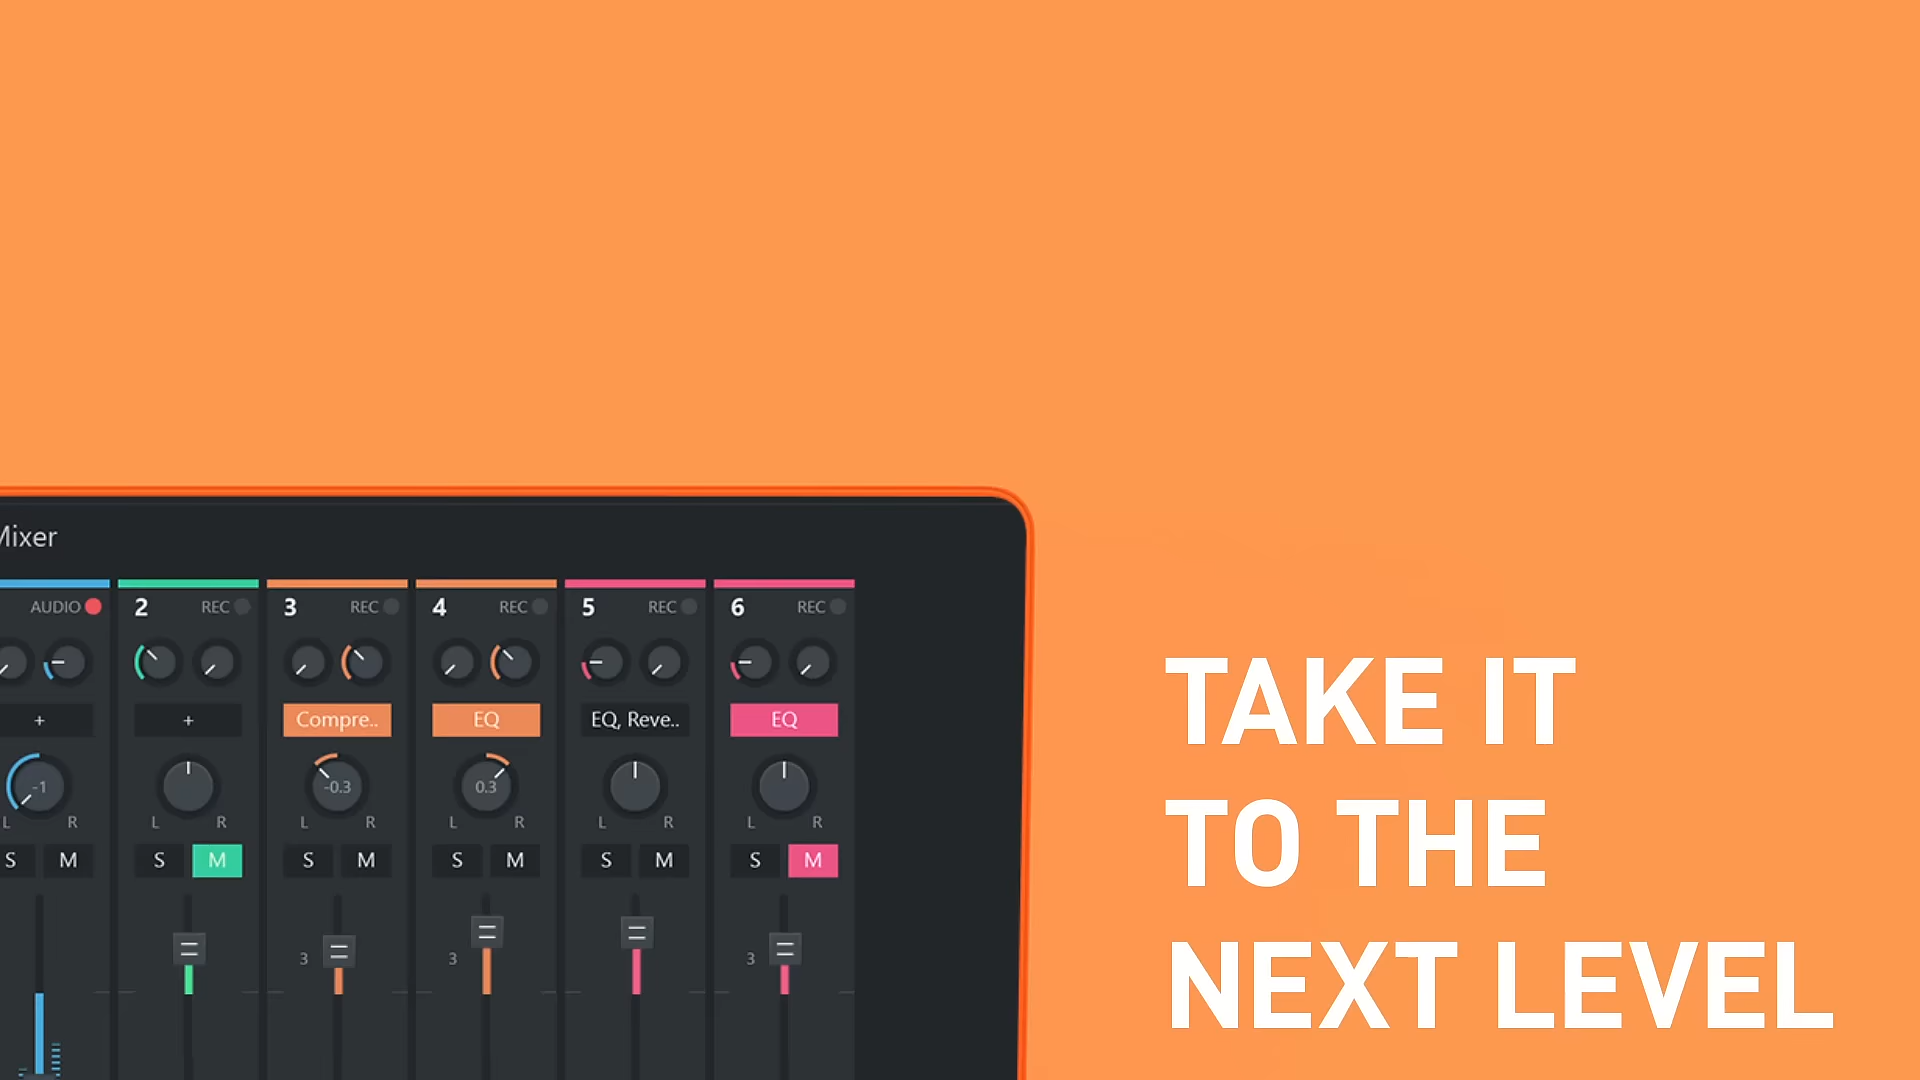 Mixer
AUDIO 2 REC 3 REC 4 REC 5 REC 6 REC
+ + Compre.. EQ EQ, Reve.. EQ
-1 -0.3 0.3
L R L R L R L R L R L R
S M S M S M S M S M S M
3 3 3
TAKE IT
TO THE
NEXT LEVEL